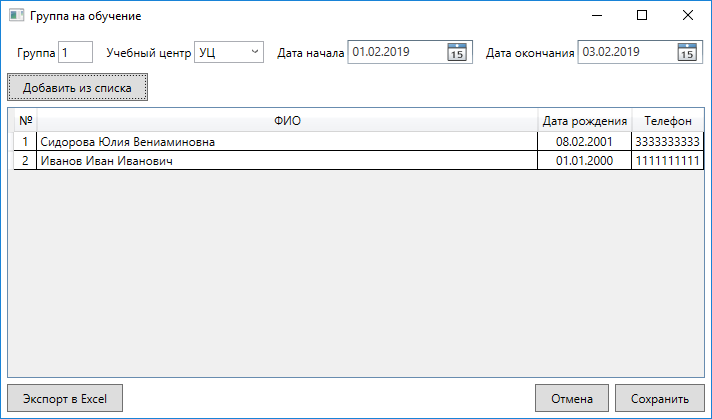 Группа на обучение
Группа 1 Учебный центр УЦ Дата начала 01.02.2019 15 Дата окончания 03.02.2019 15
Добавить из списка
№ ФИО Дата рождения Телефон
1 Сидорова Юлия Вениаминовна 08.02.2001 3333333333
2 Иванов Иван Иванович 01.01.2000 1111111111
Экспорт в Excel Отмена Сохранить